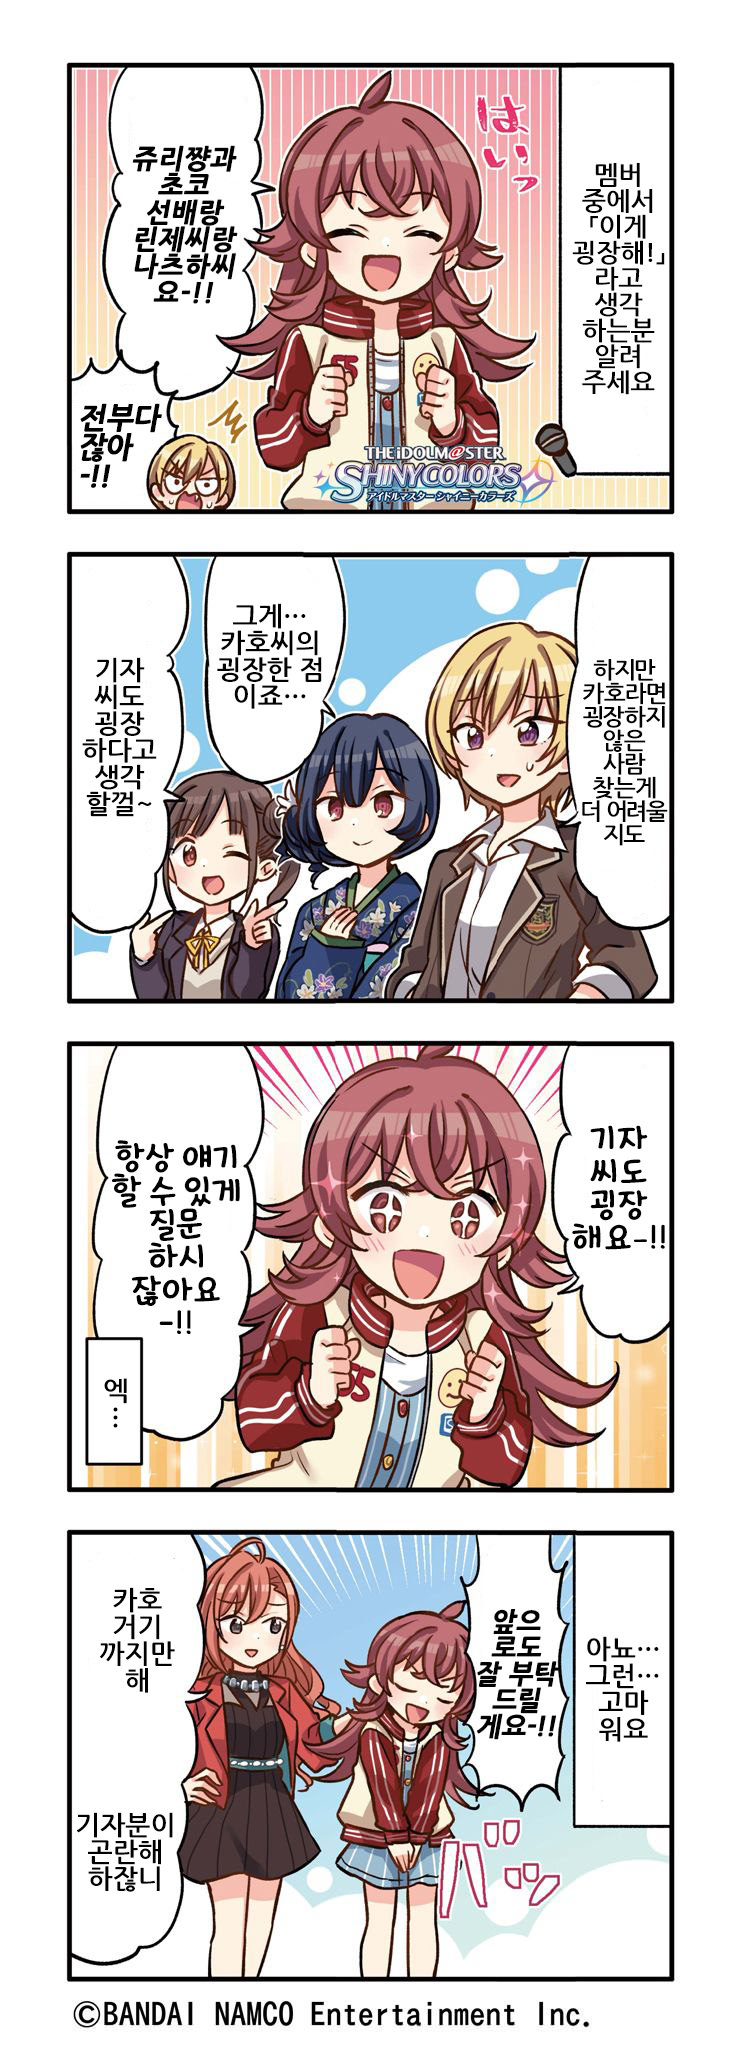 멤버
중에서
「이게
굉장해!」
라고
생각
하는분
알려
주세요
はいっ
쥬리쨩과
초코
선배랑
린제씨랑
나츠하씨
요-!!
전부다
잖아
-!!
THE iDOLM@STER
SHINY COLORS
アイドルマスター シャイニーカラーズ
하지만
카호라면
굉장하지
않은
사람
찾는게
더 어려울
지도
그게…
카호씨의
굉장한 점
이죠…
기자
씨도
굉장
하다고
생각
할껄~
기자
씨도
굉장
해요-!!
55
항상 얘기
할 수 있게
질문
하시
잖아요
-!!
엑
…
아뇨…
그런…
고마
워요
앞으
로도
잘 부탁
드릴
게요-!!
バッ
카호
거기
까지만
해
기자분이
곤란해
하잖니
©BANDAI NAMCO Entertainment Inc.